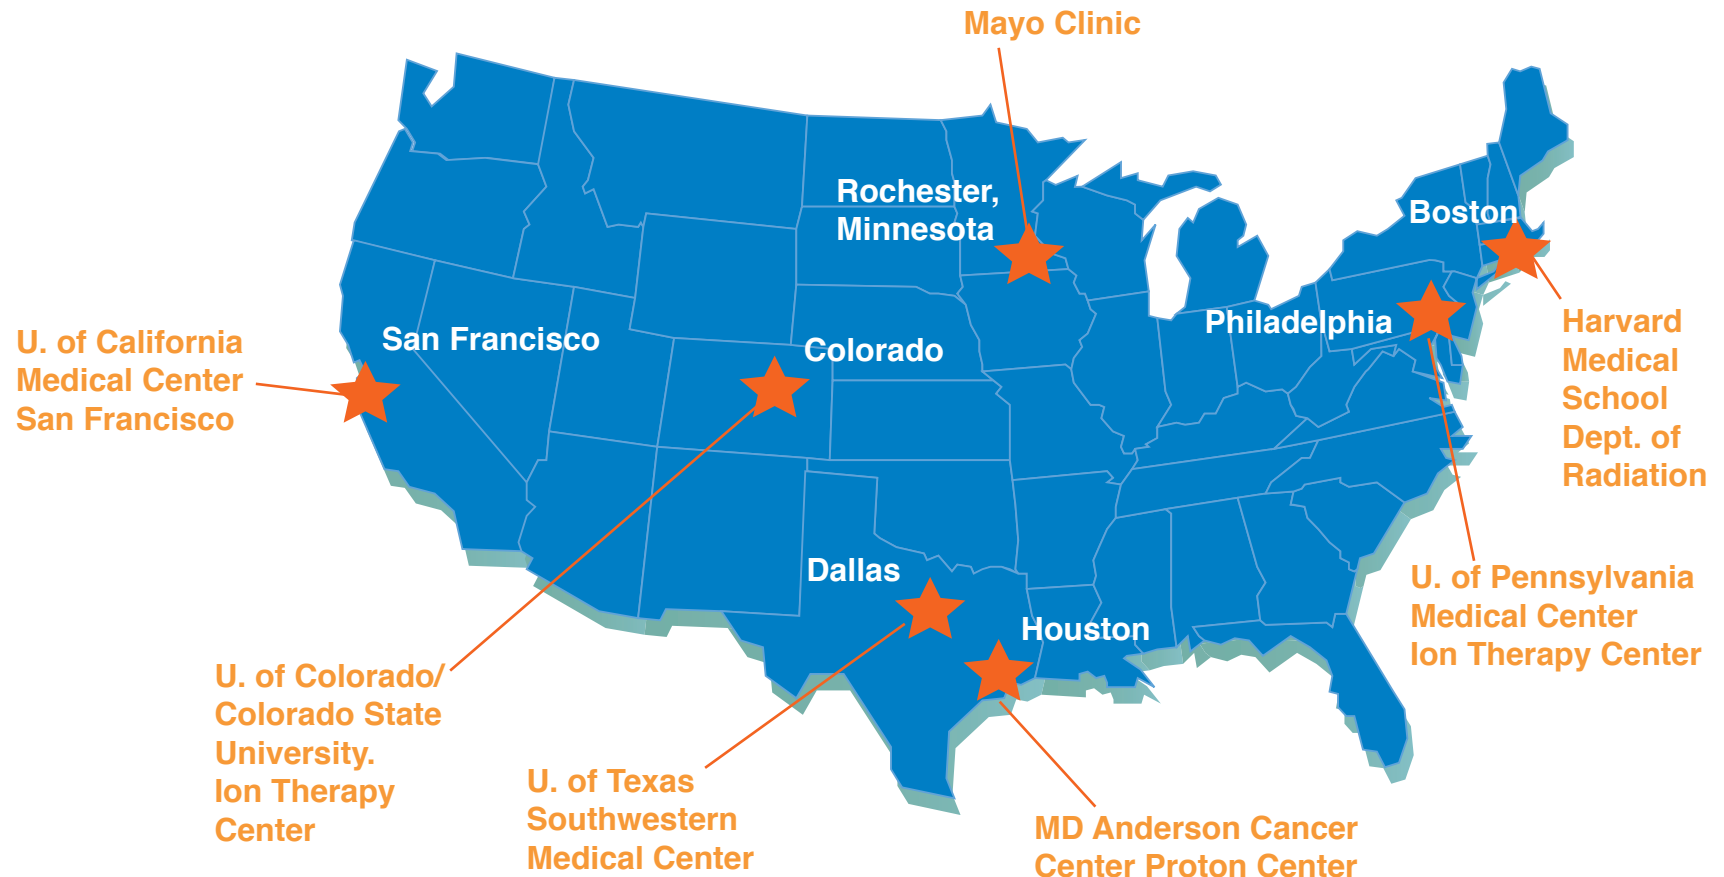 Mayo Clinic
Rochester,
Minnesota
Boston
San Francisco
Colorado
Philadelphia
U. of California
Medical Center
San Francisco
Harvard
Medical
School
Dept. of
Radiation
Dallas
Houston
U. of Pennsylvania
Medical Center
Ion Therapy Center
U. of Colorado/
Colorado State
University.
Ion Therapy
Center
U. of Texas
Southwestern
Medical Center
MD Anderson Cancer
Center Proton Center